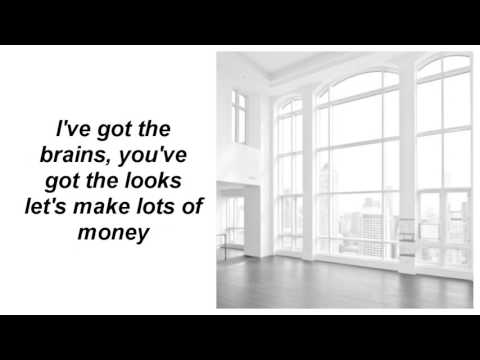 I've got the
brains, you've
got the looks
let's make lots of
money